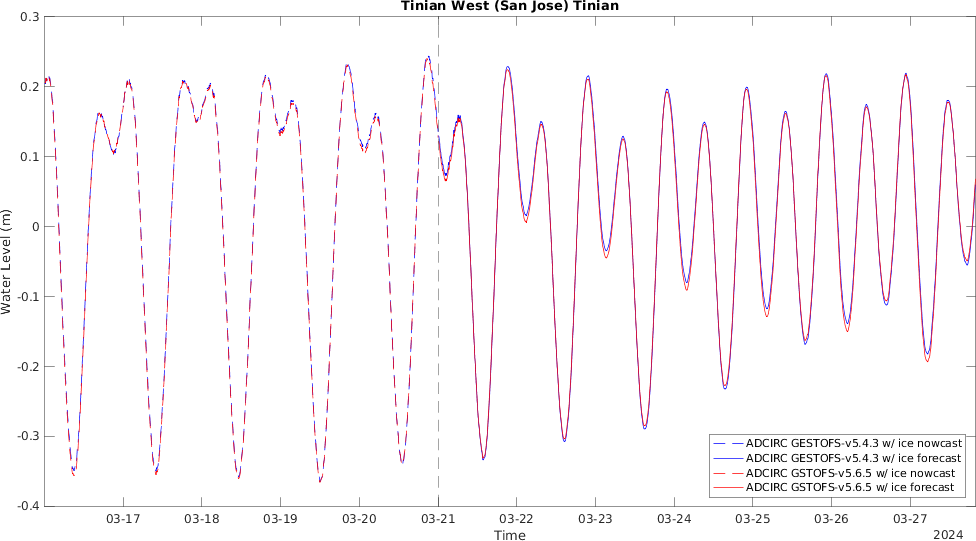 Tinian West (San Jose) Tinian
0.3
0.2
0.1
0
-0.1
-0.2
-0.3
-0.4
Water Level (m)
ADCIRC GESTOFS-v5.4.3 w/ ice nowcast
ADCIRC GESTOFS-v5.4.3 w/ ice forecast
ADCIRC GSTOFS-v5.6.5 w/ ice nowcast
ADCIRC GSTOFS-v5.6.5 w/ ice forecast
03-17 03-18 03-19 03-20 03-21 03-22 03-23 03-24 03-25 03-26 03-27
Time
2024